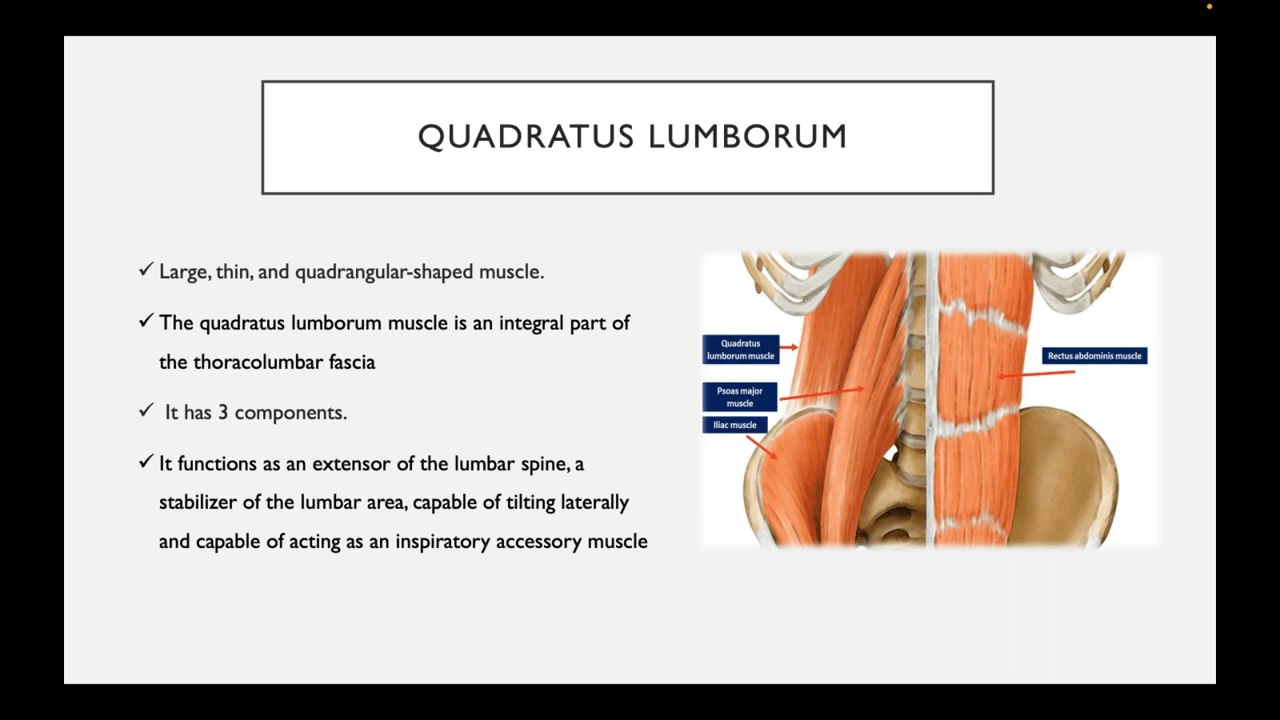 QUADRATUS LUMBORUM
✓ Large, thin, and quadrangular-shaped muscle.
✓ The quadratus lumborum muscle is an integral part of
the thoracolumbar fascia
✓ It has 3 components.
✓ It functions as an extensor of the lumbar spine, a
stabilizer of the lumbar area, capable of tilting laterally
and capable of acting as an inspiratory accessory muscle
Quadratus
lumborum muscle
Psoas major
muscle
Iliac muscle
Rectus abdominis muscle